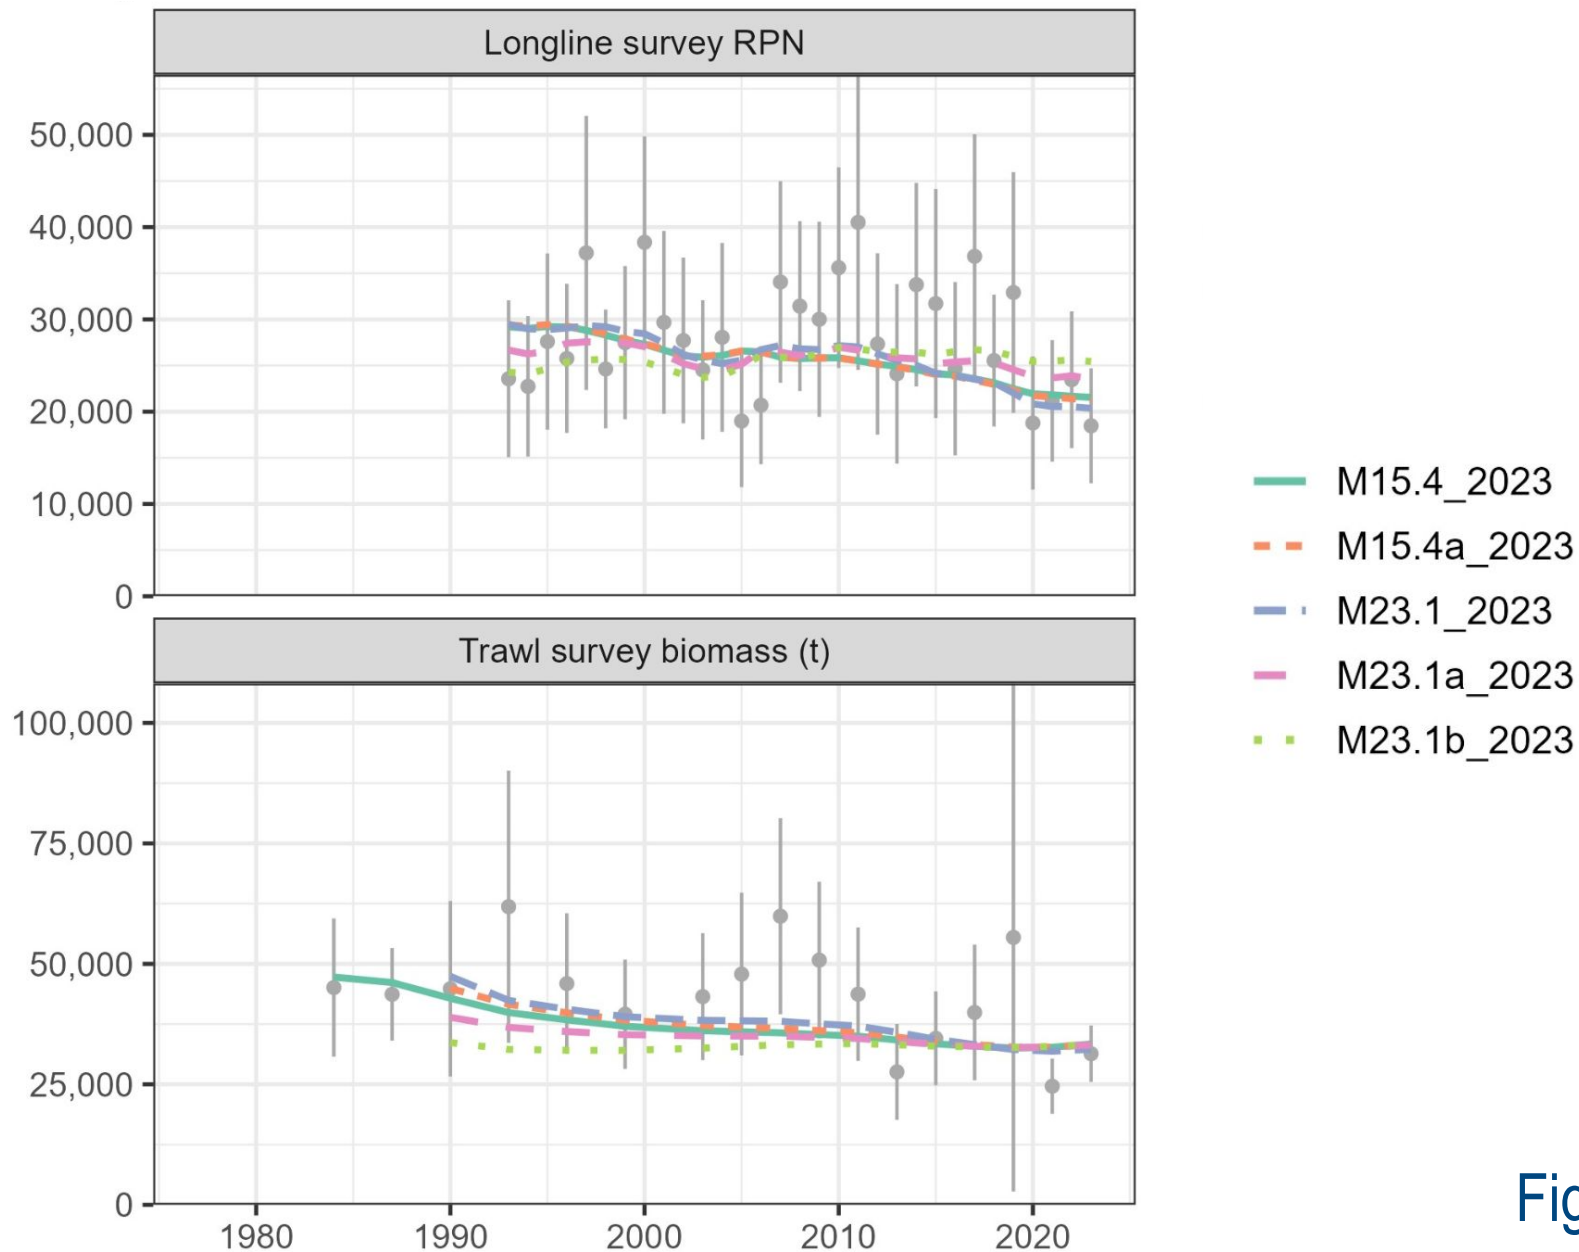 Longline survey RPN
50,000
40,000
30,000
20,000
10,000
0
Trawl survey biomass (t)
100,000
75,000
50,000
25,000
0
1980 1990 2000 2010 2020
M15.4_2023
M15.4a_2023
M23.1_2023
M23.1a_2023
M23.1b_2023
Fig